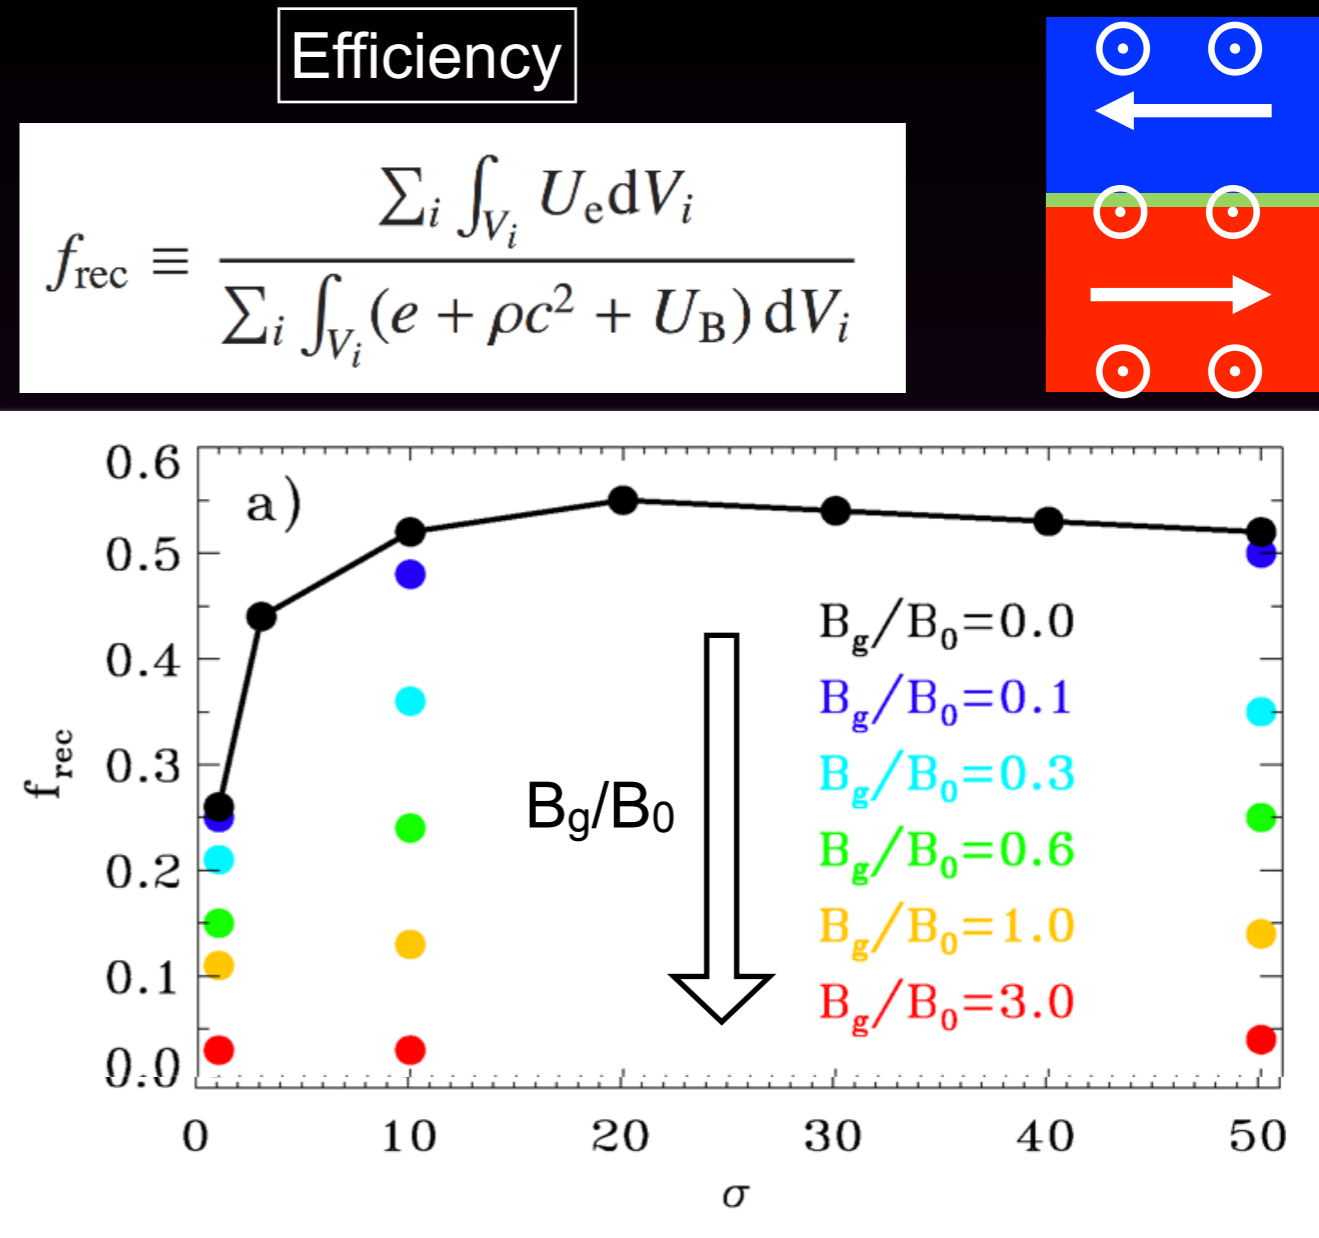 Efficiency
f_rec ≡ ∑_i ∫_{V_i} U_e dV_i / ∑_i ∫_{V_i} (e + ρc² + U_B) dV_i
a)
0.6
0.5
0.4
0.3
0.2
0.1
0.0
f_rec
B_g/B_0
B_g/B_0=0.0
B_g/B_0=0.1
B_g/B_0=0.3
B_g/B_0=0.6
B_g/B_0=1.0
B_g/B_0=3.0
0 10 20 30 40 50
σ